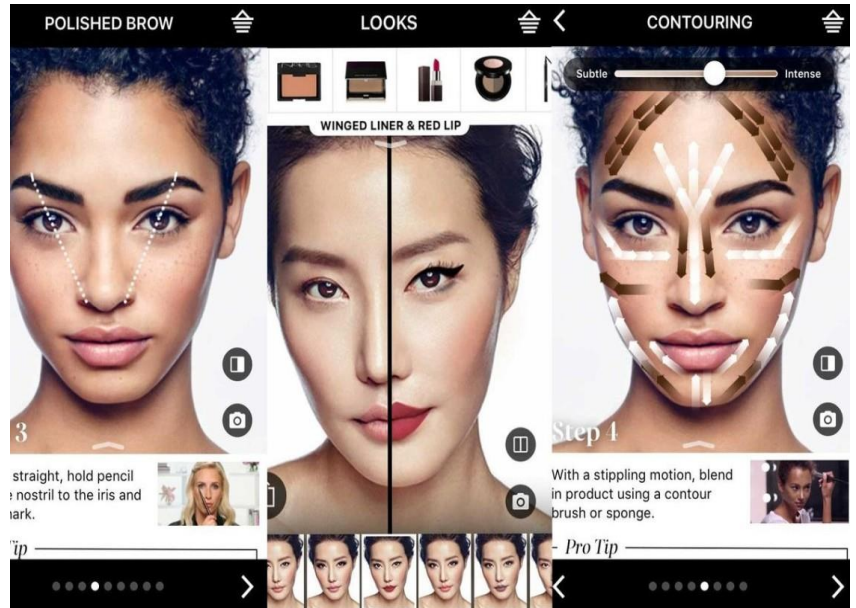 POLISHED BROW
3
straight, hold pencil
nostril to the iris and
ark.
ip
LOOKS
WINGED LINER & RED LIP
CONTOURING
Subtle
Intense
Step 4
With a stippling motion, blend
in product using a contour
brush or sponge.
Pro Tip